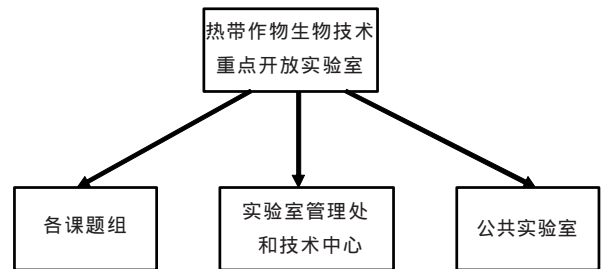 热带作物生物技术
重点开放实验室
各课题组
实验室管理处
和技术中心
公共实验室